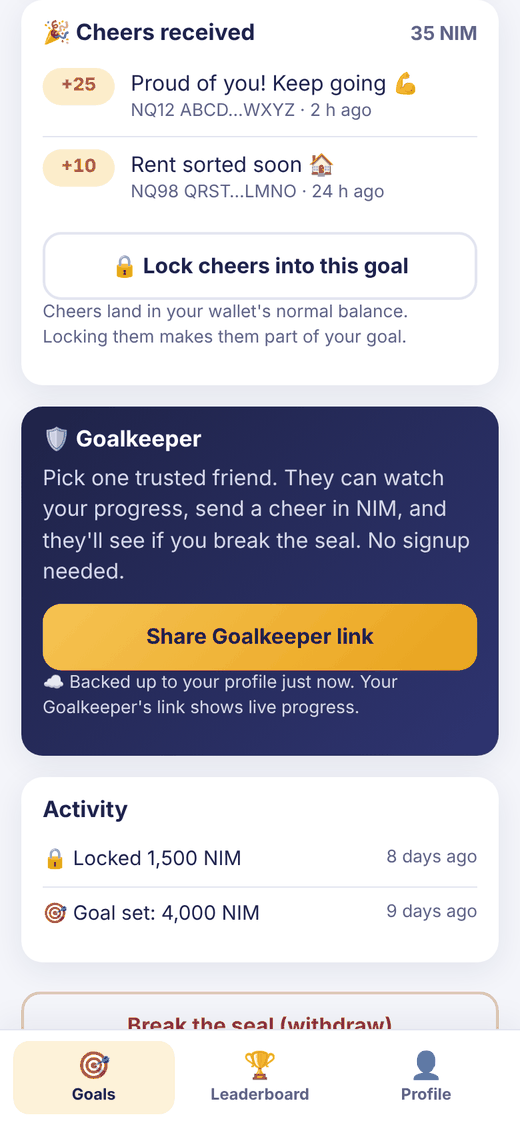 🎉 Cheers received 35 NIM
+25 Proud of you! Keep going 💪
NQ12 ABCD…WXYZ · 2 h ago
+10 Rent sorted soon 🏠
NQ98 QRST…LMNO · 24 h ago
🔒 Lock cheers into this goal
Cheers land in your wallet's normal balance.
Locking them makes them part of your goal.
🛡️ Goalkeeper
Pick one trusted friend. They can watch
your progress, send a cheer in NIM, and
they'll see if you break the seal. No signup
needed.
Share Goalkeeper link
☁️ Backed up to your profile just now. Your
Goalkeeper's link shows live progress.
Activity
🔒 Locked 1,500 NIM 8 days ago
🎯 Goal set: 4,000 NIM 9 days ago
Break the seal (withdraw)
Goals
Leaderboard
Profile